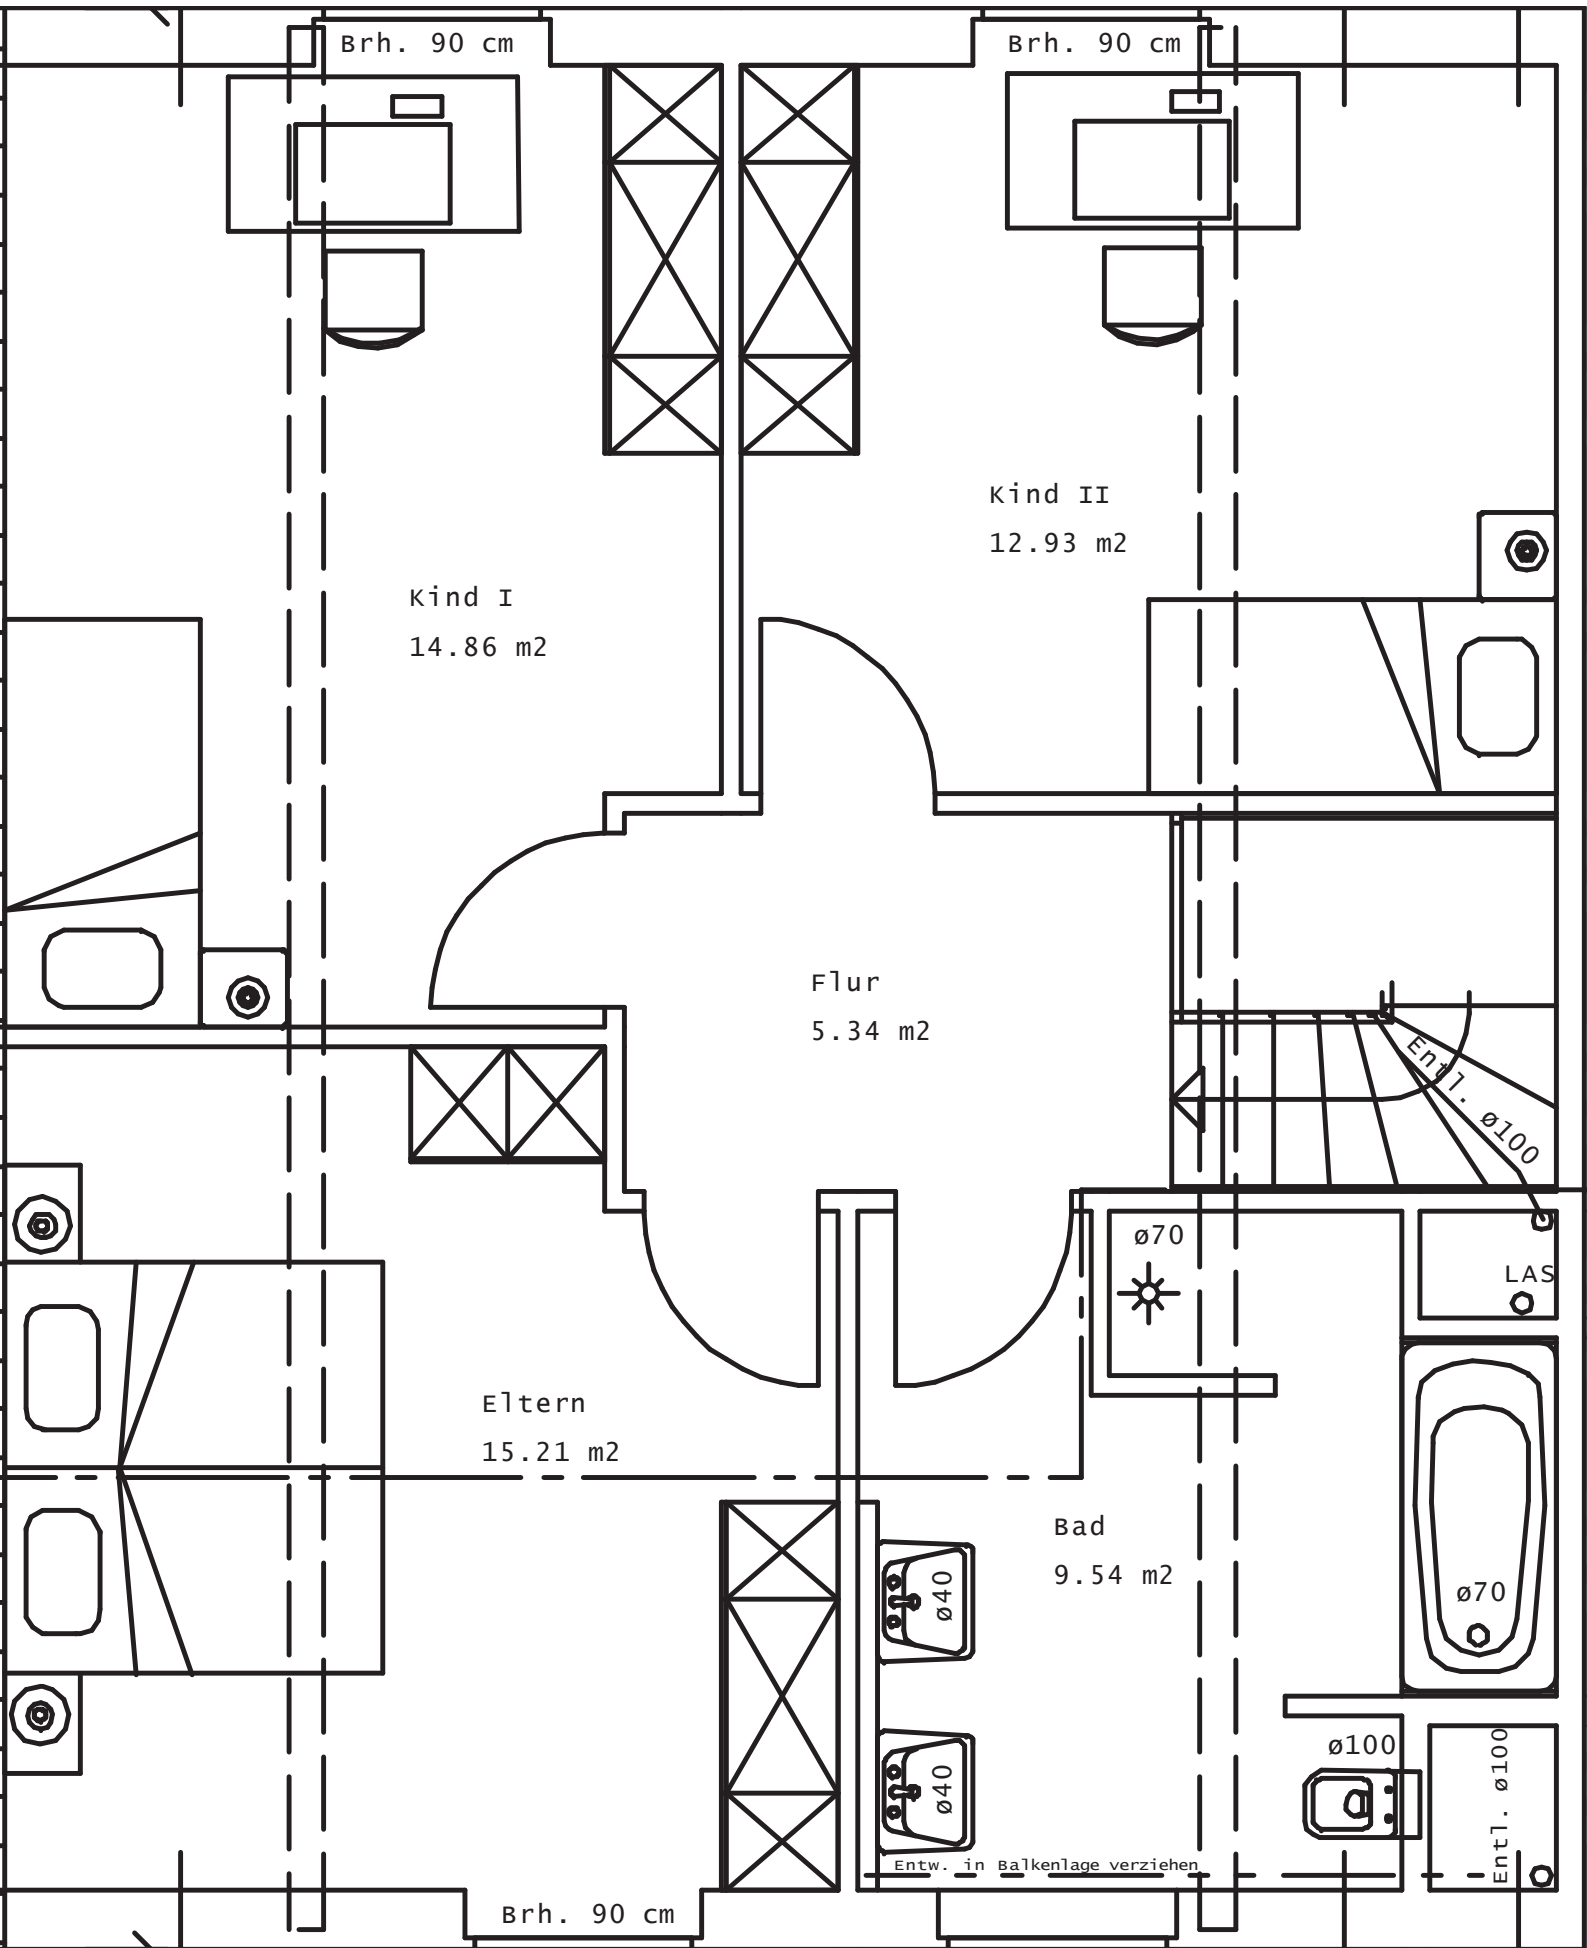 Brh. 90 cm
Brh. 90 cm
Kind II
12.93 m2
Kind I
14.86 m2
Flur
5.34 m2
Entl. ø100
ø70
LAS
Eltern
15.21 m2
Bad
9.54 m2
ø40
ø70
ø100
ø40
Entl. ø100
Entw. in Balkenlage verziehen
Brh. 90 cm